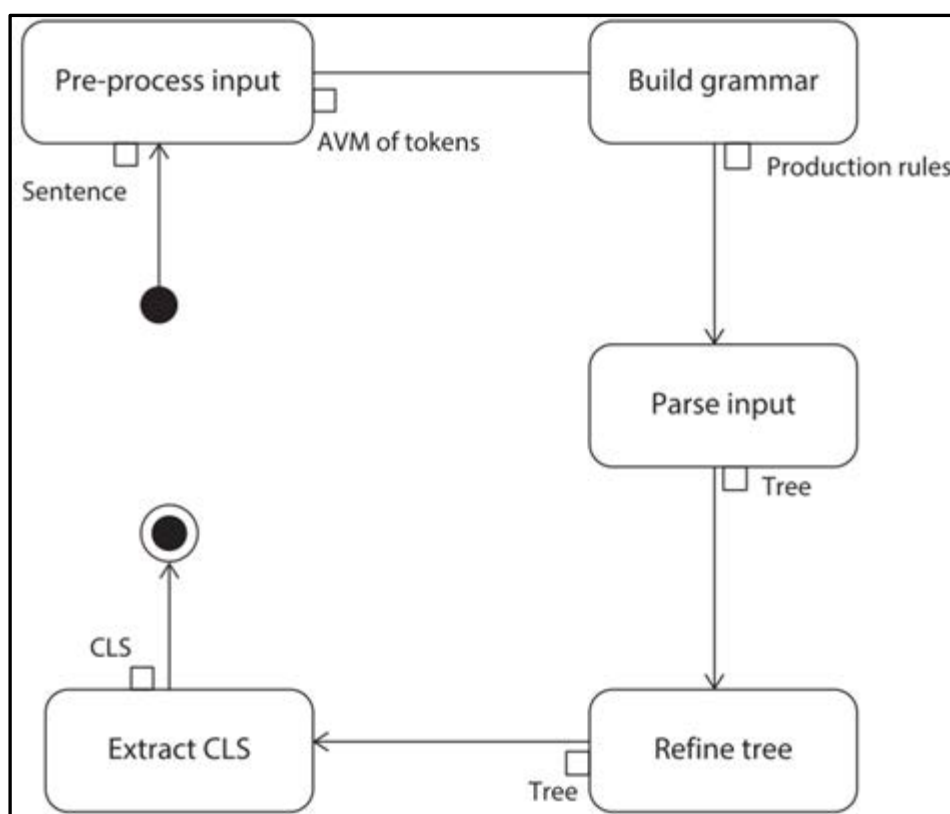 Pre-process input
Build grammar
AVM of tokens
Sentence
Production rules
Parse input
Tree
CLS
Extract CLS
Refine tree
Tree